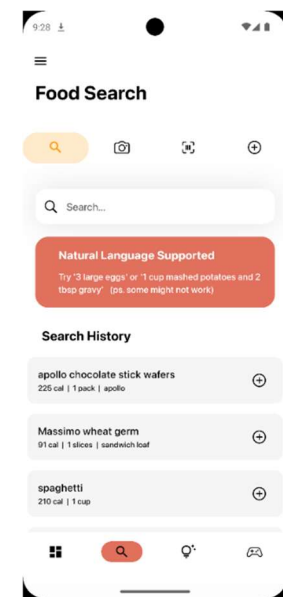 9:28
Food Search
Search...
Natural Language Supported
Try '3 large eggs' or '1 cup mashed potatoes and 2
tbsp gravy' (ps. some might not work)
Search History
apollo chocolate stick wafers
225 cal | 1 pack | apollo
Massimo wheat germ
91 cal | 1 slices | sandwich loaf
spaghetti
210 cal | 1 cup